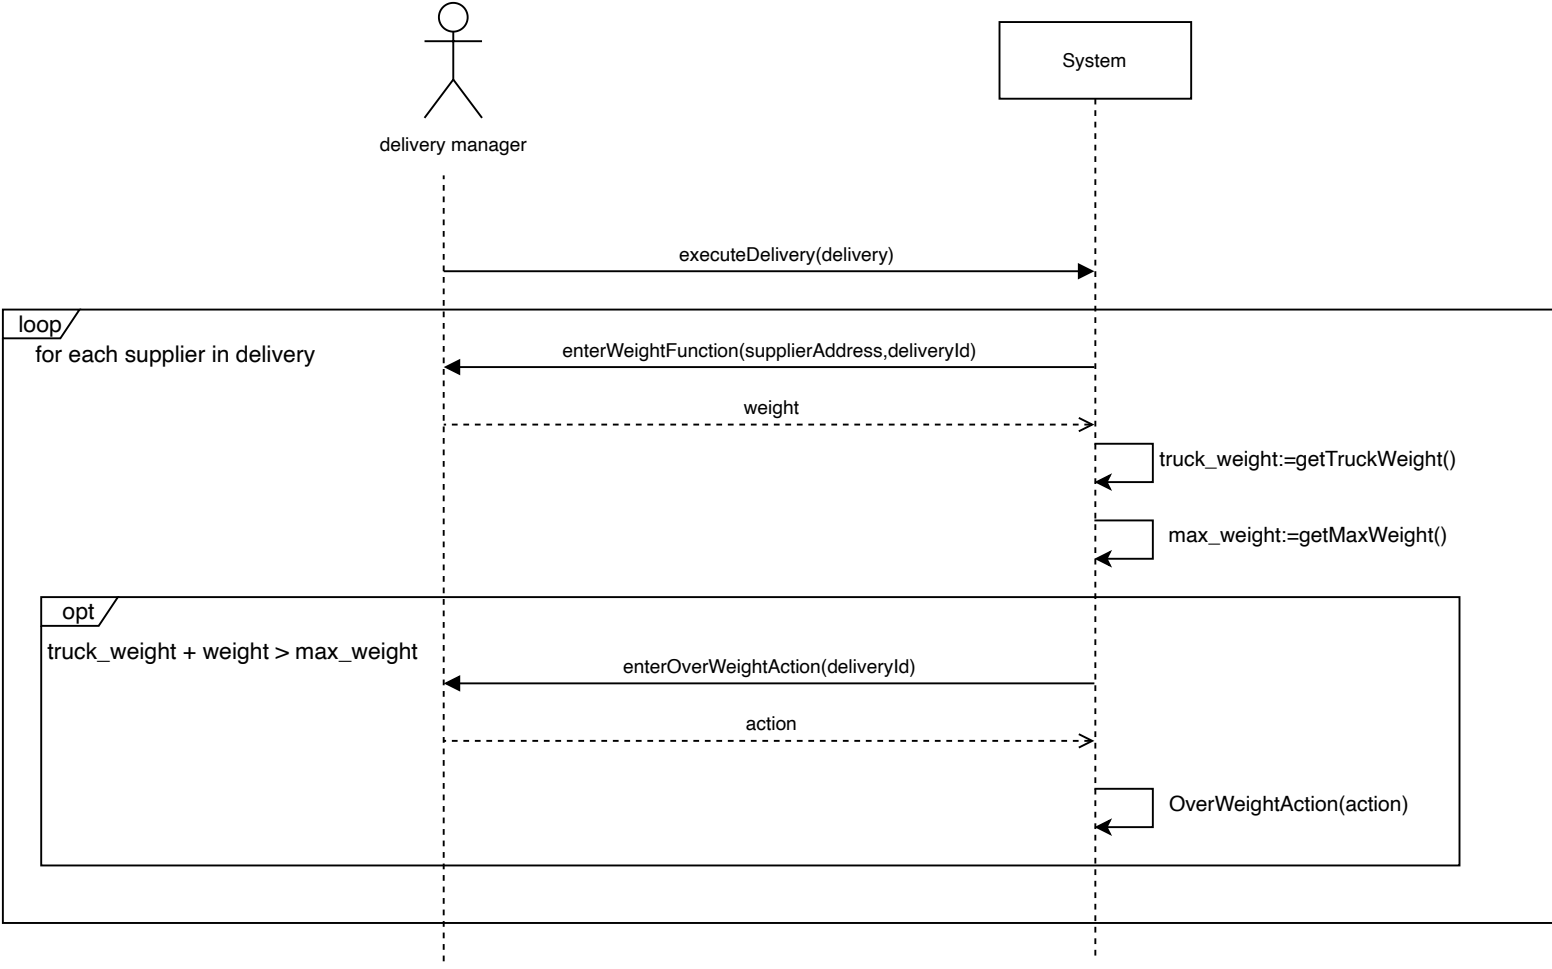 System
delivery manager
executeDelivery(delivery)
loop
for each supplier in delivery
enterWeightFunction(supplierAddress,deliveryId)
weight
truck_weight:=getTruckWeight()
max_weight:=getMaxWeight()
opt
truck_weight + weight > max_weight
enterOverWeightAction(deliveryId)
action
OverWeightAction(action)